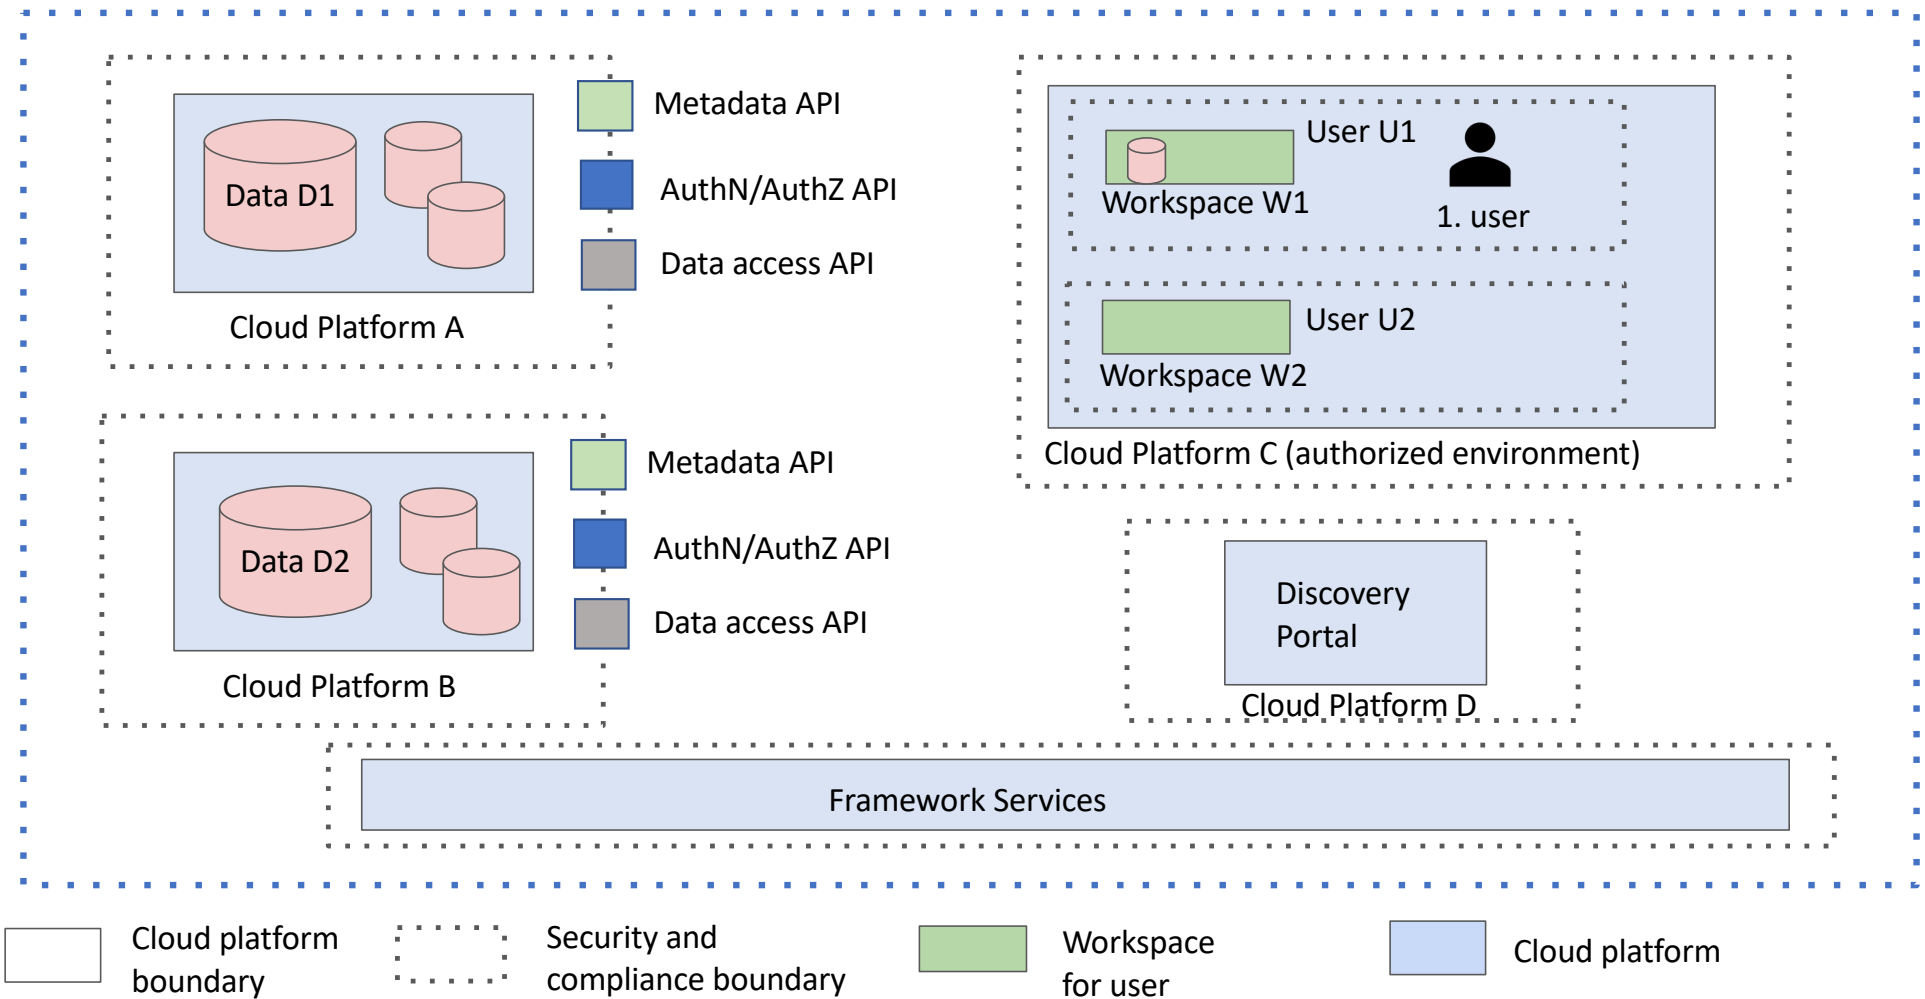 Data D1
Cloud Platform A
Metadata API
AuthN/AuthZ API
Data access API
User U1
Workspace W1
1. user
User U2
Workspace W2
Cloud Platform C (authorized environment)
Data D2
Cloud Platform B
Metadata API
AuthN/AuthZ API
Data access API
Discovery
Portal
Cloud Platform D
Framework Services
Cloud platform
boundary
Security and
compliance boundary
Workspace
for user
Cloud platform